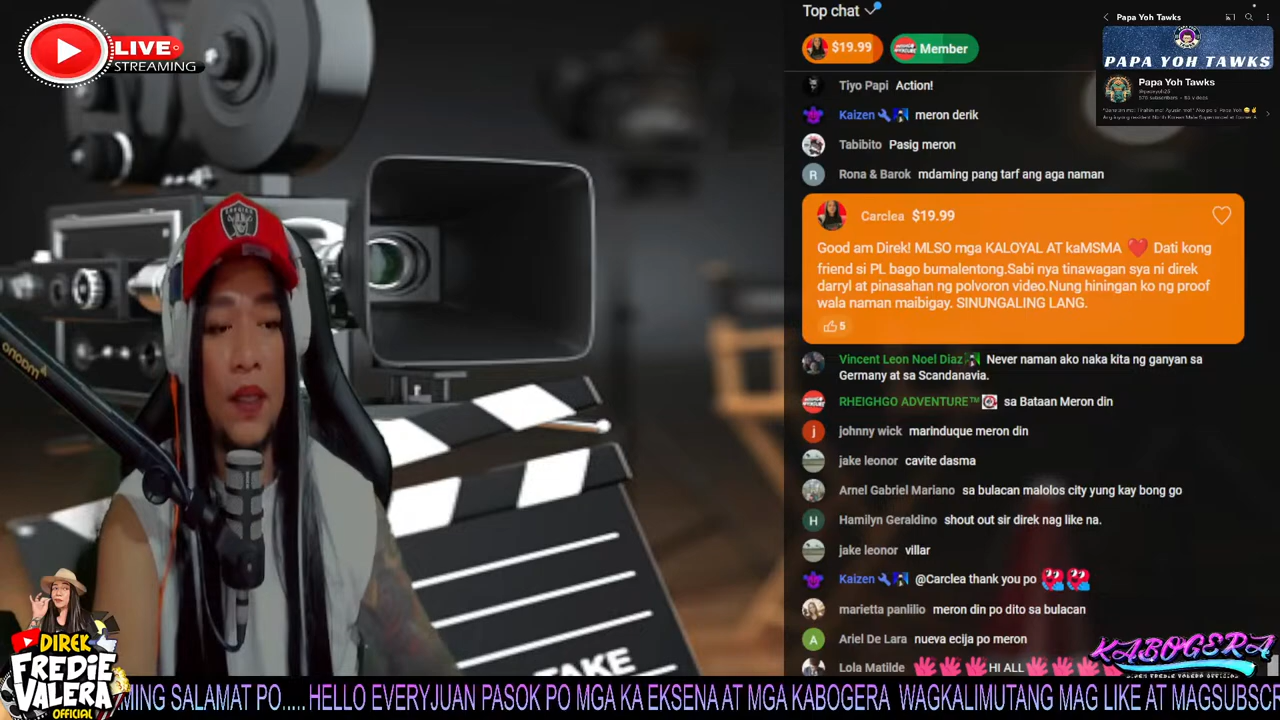 LIVE
STREAMING
maono
TAKE
DIREK
FREDIE
VALERA
OFFICIAL
Top chat
$19.99
Member
Tiyo Papi Action!
Kaizen meron derik
Tabibito Pasig meron
R Rona & Barok mdaming pang tarf ang aga naman
Carclea $19.99
Good am Direk! MLSO mga KALOYAL AT kaMSMA ❤️ Dati kong
friend si PL bago bumalentong.Sabi nya tinawagan sya ni direk
darryl at pinasahan ng polvoron video.Nung hiningan ko ng proof
wala naman maibigay. SINUNGALING LANG.
5
Vincent Leon Noel Diaz Never naman ako naka kita ng ganyan sa
Germany at sa Scandanavia.
RHEIGHGO ADVENTURE™ sa Bataan Meron din
j johnny wick marinduque meron din
jake leonor cavite dasma
Arnel Gabriel Mariano sa bulacan malolos city yung kay bong go
H Hamilyn Geraldino shout out sir direk nag like na.
jake leonor villar
Kaizen @Carclea thank you po
marietta panlilio meron din po dito sa bulacan
A Ariel De Lara nueva ecija po meron
Lola Matilde HI ALL
Papa Yoh Tawks
PAPA YOH TAWKS
Papa Yoh Tawks
KABOGERA
MING SALAMAT PO..... HELLO EVERYJUAN PASOK PO MGA KA EKSENA AT MGA KABOGERA WAGKALIMUTANG MAG LIKE AT MAGSUBSC